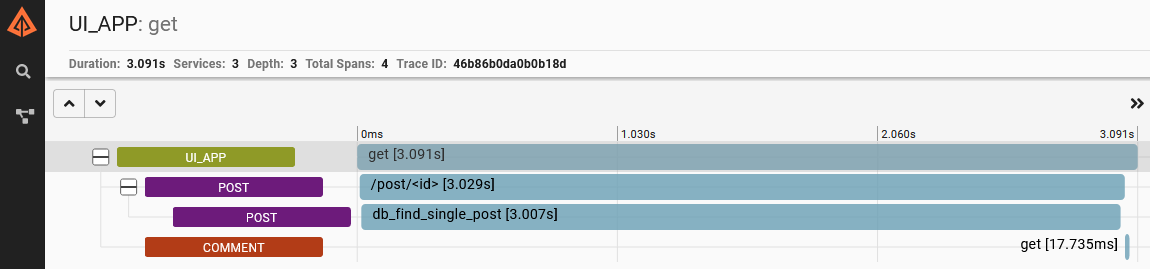 UI_APP: get
Duration: 3.091s Services: 3 Depth: 3 Total Spans: 4 Trace ID: 46b86b0da0b0b18d
0ms 1.030s 2.060s 3.091s
UI_APP get [3.091s]
POST /post/<id> [3.029s]
POST db_find_single_post [3.007s]
COMMENT get [17.735ms]